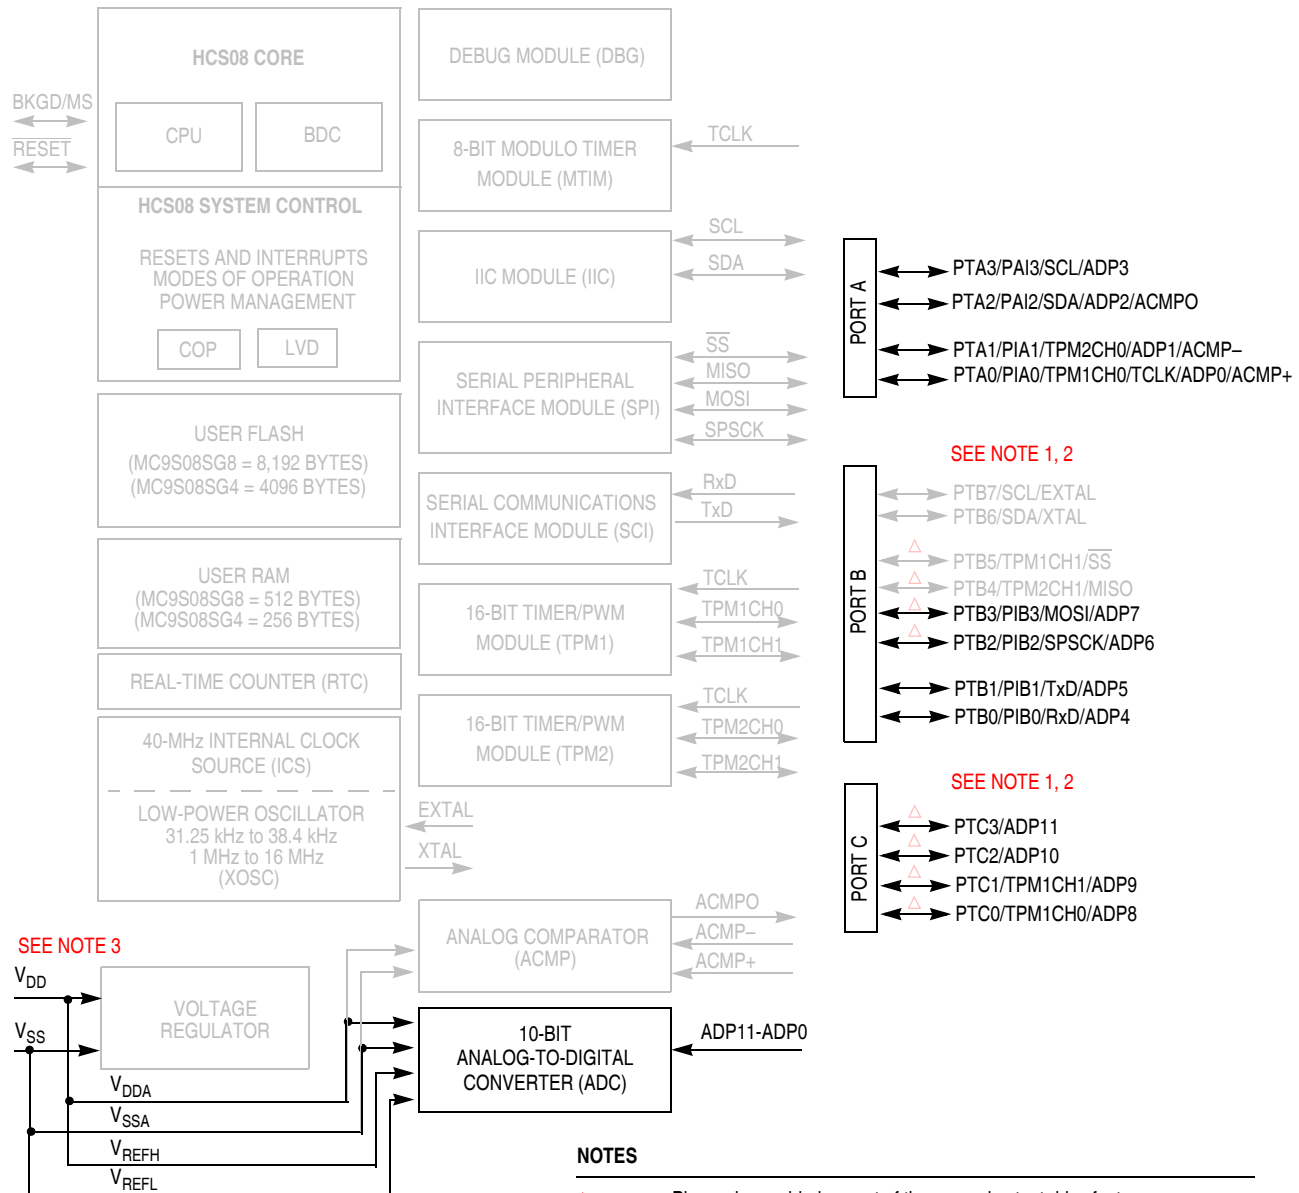 HCS08 CORE
CPU
BDC
BKGD/MS
RESET
HCS08 SYSTEM CONTROL
RESETS AND INTERRUPTS
MODES OF OPERATION
POWER MANAGEMENT
COP
LVD
USER FLASH
(MC9S08SG8 = 8,192 BYTES)
(MC9S08SG4 = 4096 BYTES)
USER RAM
(MC9S08SG8 = 512 BYTES)
(MC9S08SG4 = 256 BYTES)
REAL-TIME COUNTER (RTC)
40-MHz INTERNAL CLOCK
SOURCE (ICS)
LOW-POWER OSCILLATOR
31.25 kHz to 38.4 kHz
1 MHz to 16 MHz
(XOSC)
EXTAL
XTAL
SEE NOTE 3
VDD
VSS
VOLTAGE
REGULATOR
VDDA
VSSA
VREFH
VREFL
DEBUG MODULE (DBG)
8-BIT MODULO TIMER
MODULE (MTIM)
TCLK
IIC MODULE (IIC)
SCL
SDA
SERIAL PERIPHERAL
INTERFACE MODULE (SPI)
SS
MISO
MOSI
SPSCK
SERIAL COMMUNICATIONS
INTERFACE MODULE (SCI)
RxD
TxD
16-BIT TIMER/PWM
MODULE (TPM1)
TCLK
TPM1CH0
TPM1CH1
16-BIT TIMER/PWM
MODULE (TPM2)
TCLK
TPM2CH0
TPM2CH1
ANALOG COMPARATOR
(ACMP)
ACMPO
ACMP–
ACMP+
10-BIT
ANALOG-TO-DIGITAL
CONVERTER (ADC)
ADP11-ADP0
PORT A
PTA3/PAI3/SCL/ADP3
PTA2/PAI2/SDA/ADP2/ACMPO
PTA1/PIA1/TPM2CH0/ADP1/ACMP–
PTA0/PIA0/TPM1CH0/TCLK/ADP0/ACMP+
SEE NOTE 1, 2
PORT B
PTB7/SCL/EXTAL
PTB6/SDA/XTAL
PTB5/TPM1CH1/SS
PTB4/TPM2CH1/MISO
PTB3/PIB3/MOSI/ADP7
PTB2/PIB2/SPSCK/ADP6
PTB1/PIB1/TxD/ADP5
PTB0/PIB0/RxD/ADP4
SEE NOTE 1, 2
PORT C
PTC3/ADP11
PTC2/ADP10
PTC1/TPM1CH1/ADP9
PTC0/TPM1CH0/ADP8
NOTES